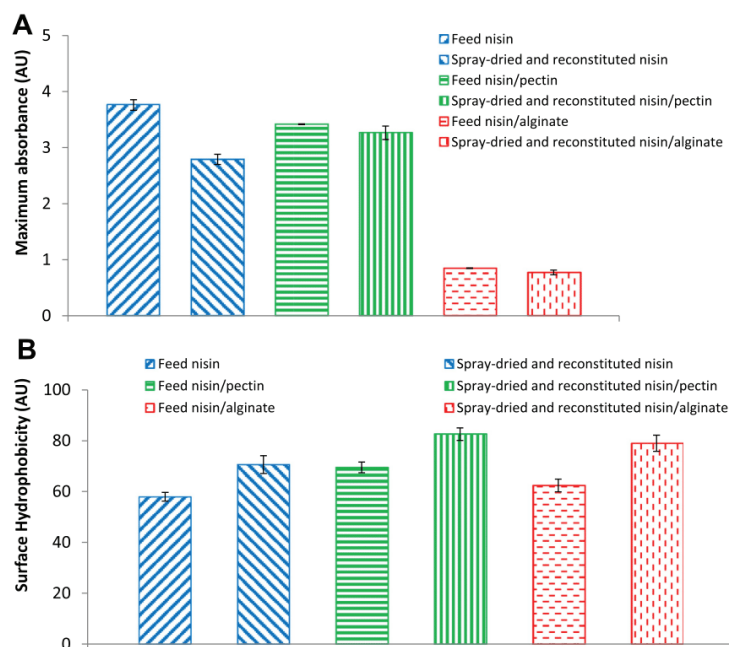 A
Maximum absorbance (AU)
5
4
3
2
1
0
Feed nisin
Spray-dried and reconstituted nisin
Feed nisin/pectin
Spray-dried and reconstituted nisin/pectin
Feed nisin/alginate
Spray-dried and reconstituted nisin/alginate
B
Feed nisin
Spray-dried and reconstituted nisin
Feed nisin/pectin
Spray-dried and reconstituted nisin/pectin
Feed nisin/alginate
Spray-dried and reconstituted nisin/alginate
Surface Hydrophobicity (AU)
100
80
60
40
20
0